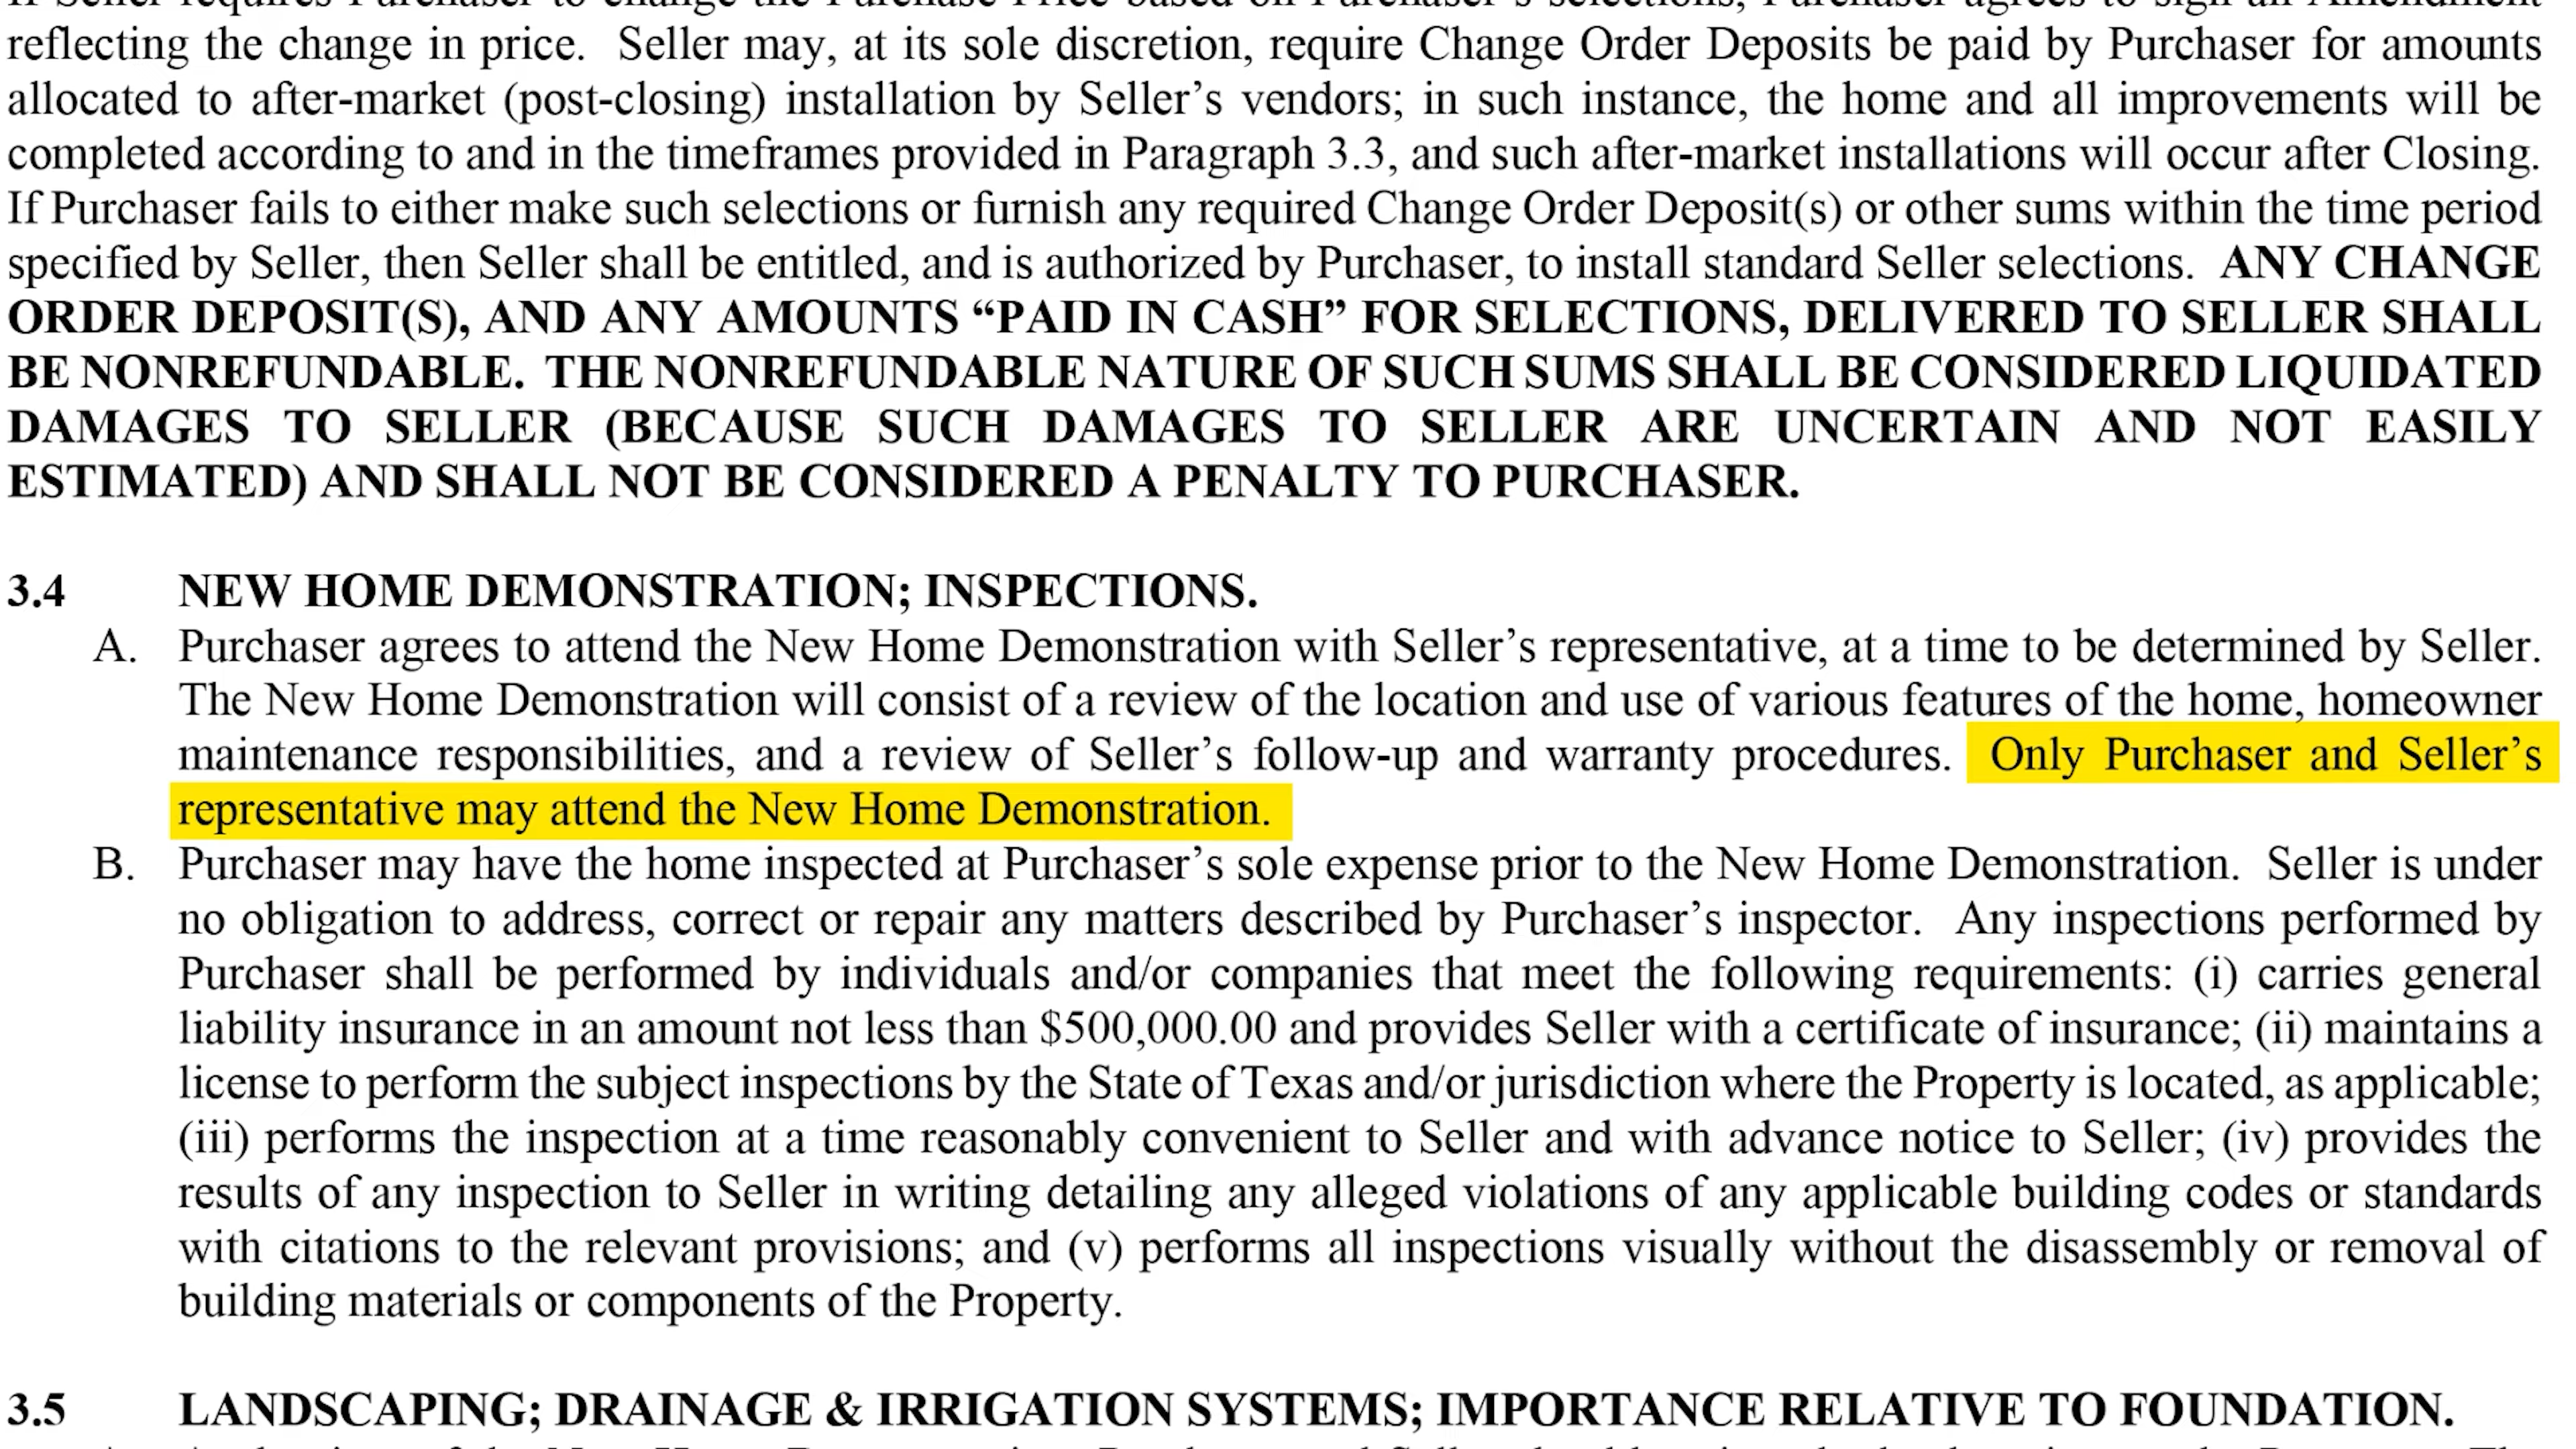 If Seller requires Purchaser to change the Purchase Price based on Purchaser's selections, Purchaser agrees to sign an Amendment
reflecting the change in price. Seller may, at its sole discretion, require Change Order Deposits be paid by Purchaser for amounts
allocated to after-market (post-closing) installation by Seller's vendors; in such instance, the home and all improvements will be
completed according to and in the timeframes provided in Paragraph 3.3, and such after-market installations will occur after Closing.
If Purchaser fails to either make such selections or furnish any required Change Order Deposit(s) or other sums within the time period
specified by Seller, then Seller shall be entitled, and is authorized by Purchaser, to install standard Seller selections. ANY CHANGE
ORDER DEPOSIT(S), AND ANY AMOUNTS “PAID IN CASH” FOR SELECTIONS, DELIVERED TO SELLER SHALL
BE NONREFUNDABLE. THE NONREFUNDABLE NATURE OF SUCH SUMS SHALL BE CONSIDERED LIQUIDATED
DAMAGES TO SELLER (BECAUSE SUCH DAMAGES TO SELLER ARE UNCERTAIN AND NOT EASILY
ESTIMATED) AND SHALL NOT BE CONSIDERED A PENALTY TO PURCHASER.
3.4 NEW HOME DEMONSTRATION; INSPECTIONS.
A. Purchaser agrees to attend the New Home Demonstration with Seller's representative, at a time to be determined by Seller.
The New Home Demonstration will consist of a review of the location and use of various features of the home, homeowner
maintenance responsibilities, and a review of Seller's follow-up and warranty procedures. Only Purchaser and Seller's
representative may attend the New Home Demonstration.
B. Purchaser may have the home inspected at Purchaser's sole expense prior to the New Home Demonstration. Seller is under
no obligation to address, correct or repair any matters described by Purchaser's inspector. Any inspections performed by
Purchaser shall be performed by individuals and/or companies that meet the following requirements: (i) carries general
liability insurance in an amount not less than $500,000.00 and provides Seller with a certificate of insurance; (ii) maintains a
license to perform the subject inspections by the State of Texas and/or jurisdiction where the Property is located, as applicable;
(iii) performs the inspection at a time reasonably convenient to Seller and with advance notice to Seller; (iv) provides the
results of any inspection to Seller in writing detailing any alleged violations of any applicable building codes or standards
with citations to the relevant provisions; and (v) performs all inspections visually without the disassembly or removal of
building materials or components of the Property.
3.5 LANDSCAPING; DRAINAGE & IRRIGATION SYSTEMS; IMPORTANCE RELATIVE TO FOUNDATION.